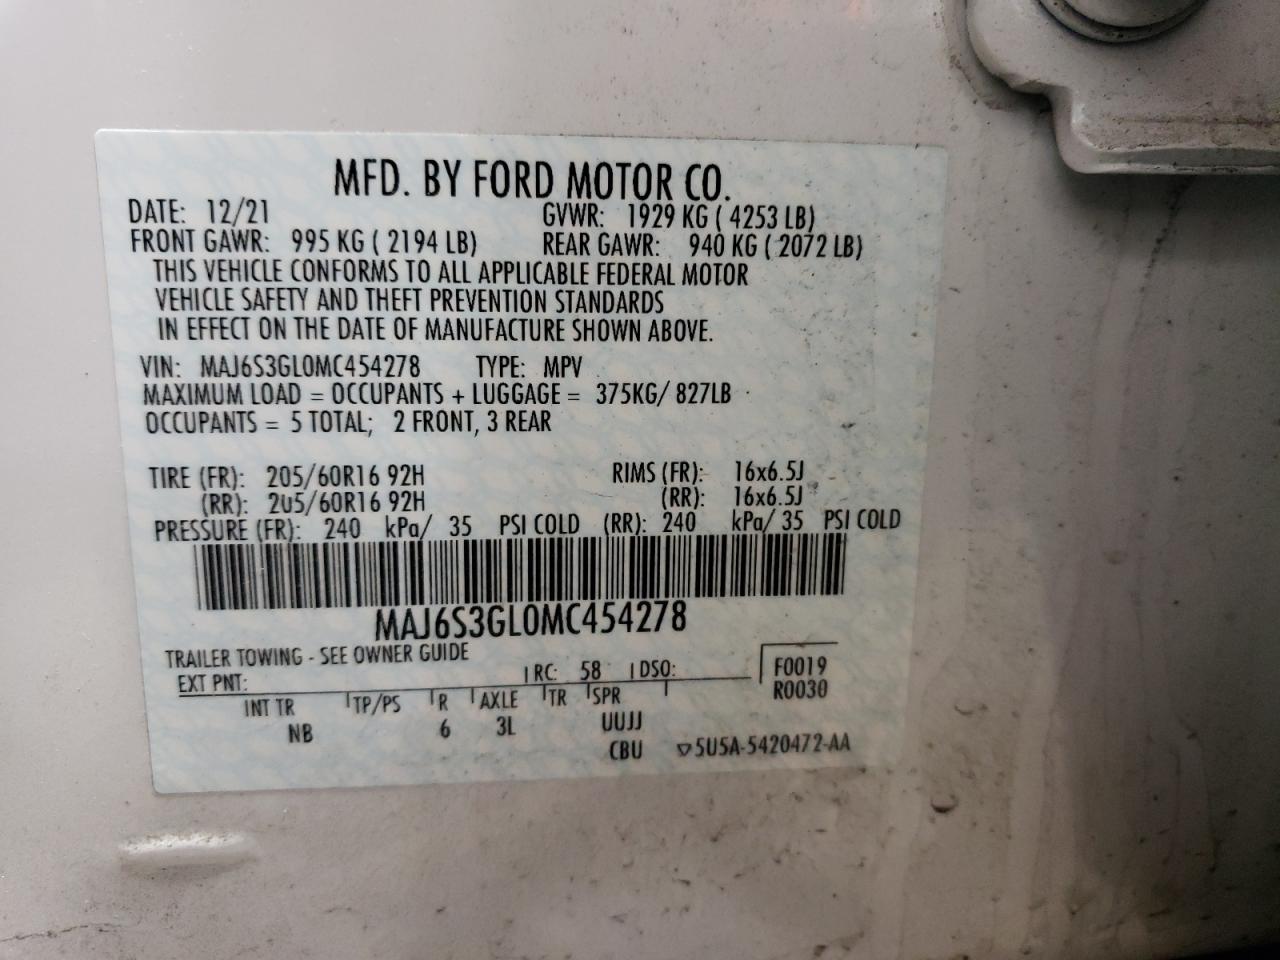 MFD. BY FORD MOTOR CO.
DATE: 12/21 GVWR: 1929 KG ( 4253 LB)
FRONT GAWR: 995 KG ( 2194 LB) REAR GAWR: 940 KG ( 2072 LB)
THIS VEHICLE CONFORMS TO ALL APPLICABLE FEDERAL MOTOR
VEHICLE SAFETY AND THEFT PREVENTION STANDARDS
IN EFFECT ON THE DATE OF MANUFACTURE SHOWN ABOVE.
VIN: MAJ6S3GL0MC454278 TYPE: MPV
MAXIMUM LOAD = OCCUPANTS + LUGGAGE = 375KG/ 827LB
OCCUPANTS = 5 TOTAL; 2 FRONT, 3 REAR
TIRE (FR): 205/60R16 92H RIMS (FR): 16x6.5J
(RR): 205/60R16 92H (RR): 16x6.5J
PRESSURE (FR): 240 kPa/ 35 PSI COLD (RR): 240 kPa/ 35 PSI COLD
MAJ6S3GL0MC454278
TRAILER TOWING - SEE OWNER GUIDE
EXT PNT: RC: 58 DSO: F0019
R0030
INT TR TP/PS R AXLE TR SPR
NB 6 3L UUJJ
CBU 5U5A-5420472-AA